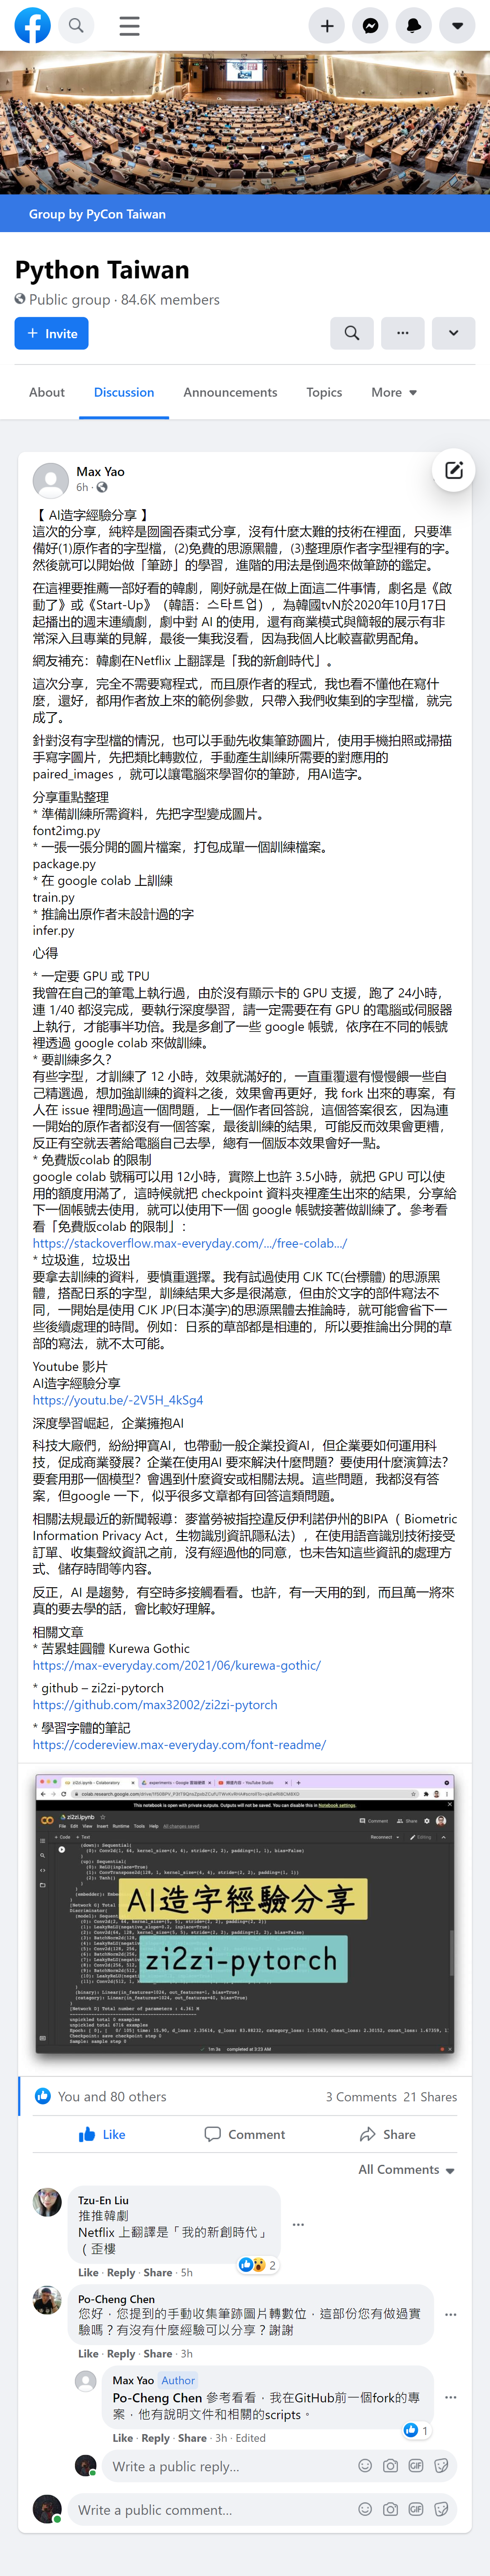 Group by PyCon Taiwan
Python Taiwan
Public group · 84.6K members
+ Invite
About
Discussion
Announcements
Topics
More
Max Yao
6h ·
【 AI造字經驗分享 】
這次的分享，純粹是囫圇吞棗式分享，沒有什麼太難的技術在裡面，只要準
備好(1)原作者的字型檔，(2)免費的思源黑體，(3)整理原作者字型裡有的字。
然後就可以開始做「筆跡」的學習，進階的用法是倒過來做筆跡的鑑定。
在這裡要推薦一部好看的韓劇，剛好就是在做上面這二件事情，劇名是《啟
動了》或《Start-Up》（韓語：스타트업），為韓國tvN於2020年10月17日
起播出的週末連續劇，劇中對 AI 的使用，還有商業模式與簡報的展示有非
常深入且專業的見解，最後一集我沒看，因為我個人比較喜歡男配角。
網友補充：韓劇在Netflix 上翻譯是「我的新創時代」。
這次分享，完全不需要寫程式，而且原作者的程式，我也看不懂他在寫什
麼，還好，都用作者放上來的範例參數，只帶入我們收集到的字型檔，就完
成了。
針對沒有字型檔的情況，也可以手動先收集筆跡圖片，使用手機拍照或掃描
手寫字圖片，先把類比轉數位，手動產生訓練所需要的對應用的
paired_images ，就可以讓電腦來學習你的筆跡，用AI造字。
分享重點整理
* 準備訓練所需資料，先把字型變成圖片。
font2img.py
* 一張一張分開的圖片檔案，打包成單一個訓練檔案。
package.py
* 在 google colab 上訓練
train.py
* 推論出原作者未設計過的字
infer.py
心得
* 一定要 GPU 或 TPU
我曾在自己的筆電上執行過，由於沒有顯示卡的 GPU 支援，跑了 24小時，
連 1/40 都沒完成，要執行深度學習，請一定需要在有 GPU 的電腦或伺服器
上執行，才能事半功倍。我是多創了一些 google 帳號，依序在不同的帳號
裡透過 google colab 來做訓練。
* 要訓練多久?
有些字型，才訓練了 12 小時，效果就滿好的，一直重覆還有慢慢餵一些自
己精選過，想加強訓練的資料之後，效果會再更好，我 fork 出來的專案，有
人在 issue 裡問過這一個問題，上一個作者回答說，這個答案很玄，因為連
一開始的原作者都沒有一個答案，最後訓練的結果，可能反而效果會更糟，
反正有空就丟著給電腦自己去學，總有一個版本效果會好一點。
* 免費版colab 的限制
google colab 號稱可以用 12小時，實際上也許 3.5小時，就把 GPU 可以使
用的額度用滿了，這時候就把 checkpoint 資料夾裡產生出來的結果，分享給
下一個帳號去使用，就可以使用下一個 google 帳號接著做訓練了。參考看
看「免費版colab 的限制」：
https://stackoverflow.max-everyday.com/.../free-colab.../
* 垃圾進，垃圾出
要拿去訓練的資料，要慎重選擇。我有試過使用 CJK TC(台標體) 的思源黑
體，搭配日系的字型，訓練結果大多是很滿意，但由於文字的部件寫法不
同，一開始是使用 CJK JP(日本漢字)的思源黑體去推論時，就可能會省下一
些後續處理的時間。例如：日系的草部都是相連的，所以要推論出分開的草
部的寫法，就不太可能。
Youtube 影片
AI造字經驗分享
https://youtu.be/-2V5H_4kSg4
深度學習崛起，企業擁抱AI
科技大廠們，紛紛押寶AI，也帶動一般企業投資AI，但企業要如何運用科
技，促成商業發展？企業在使用AI 要來解決什麼問題？要使用什麼演算法？
要套用那一個模型？會遇到什麼資安或相關法規。這些問題，我都沒有答
案，但google 一下，似乎很多文章都有回答這類問題。
相關法規最近的新聞報導：麥當勞被指控違反伊利諾伊州的BIPA（ Biometric
Information Privacy Act，生物識別資訊隱私法），在使用語音識別技術接受
訂單、收集聲紋資訊之前，沒有經過他的同意，也未告知這些資訊的處理方
式、儲存時間等內容。
反正，AI 是趨勢，有空時多接觸看看。也許，有一天用的到，而且萬一將來
真的要去學的話，會比較好理解。
相關文章
* 苦累蛙圓體 Kurewa Gothic
https://max-everyday.com/2021/06/kurewa-gothic/
* github – zi2zi-pytorch
https://github.com/max32002/zi2zi-pytorch
* 學習字體的筆記
https://codereview.max-everyday.com/font-readme/
AI造字經驗分享
zi2zi-pytorch
You and 80 others
3 Comments 21 Shares
Like
Comment
Share
All Comments
Tzu-En Liu
推推韓劇
Netflix 上翻譯是「我的新創時代」
（歪樓
2
Like · Reply · Share · 5h
Po-Cheng Chen
您好，您提到的手動收集筆跡圖片轉數位，這部份您有做過實
驗嗎？有沒有什麼經驗可以分享？謝謝
Like · Reply · Share · 3h
Max Yao Author
Po-Cheng Chen 參考看看，我在GitHub前一個fork的專
案，他有說明文件和相關的scripts。
1
Like · Reply · Share · 3h · Edited
Write a public reply...
Write a public comment...